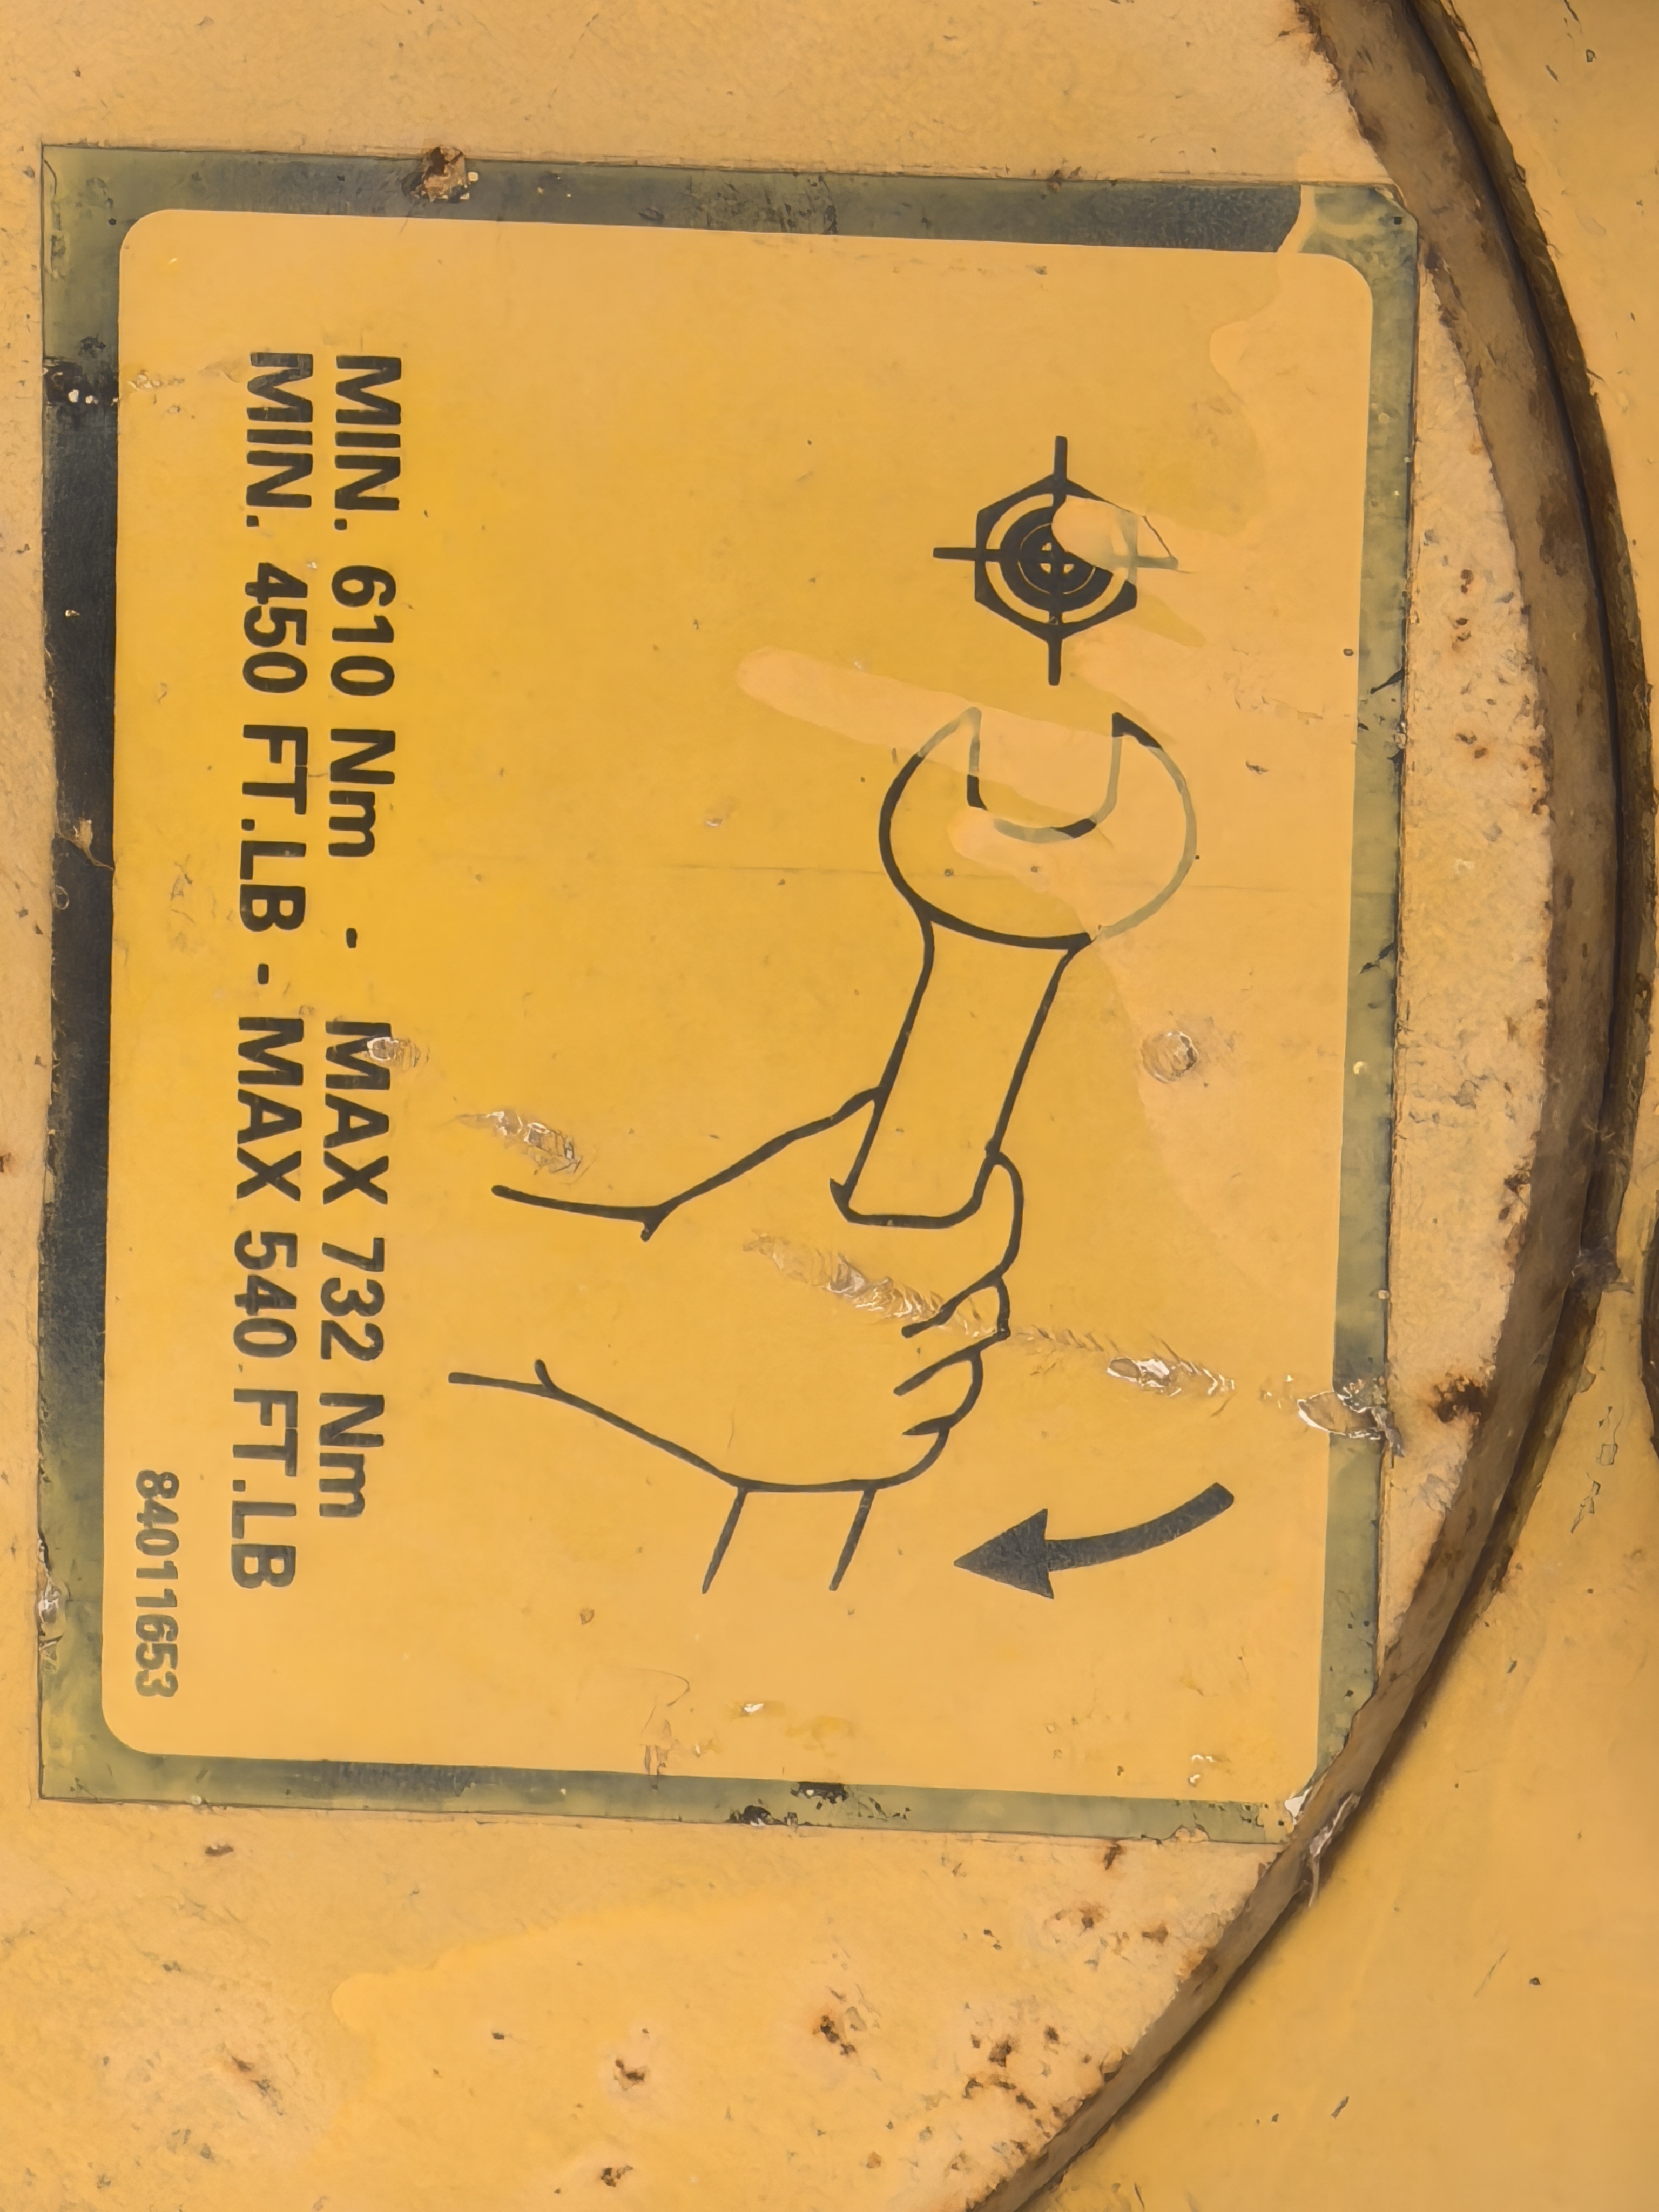 MIN. 610 Nm - MAX 732 Nm
MIN. 450 FT.LB - MAX 540 FT.LB
84011653